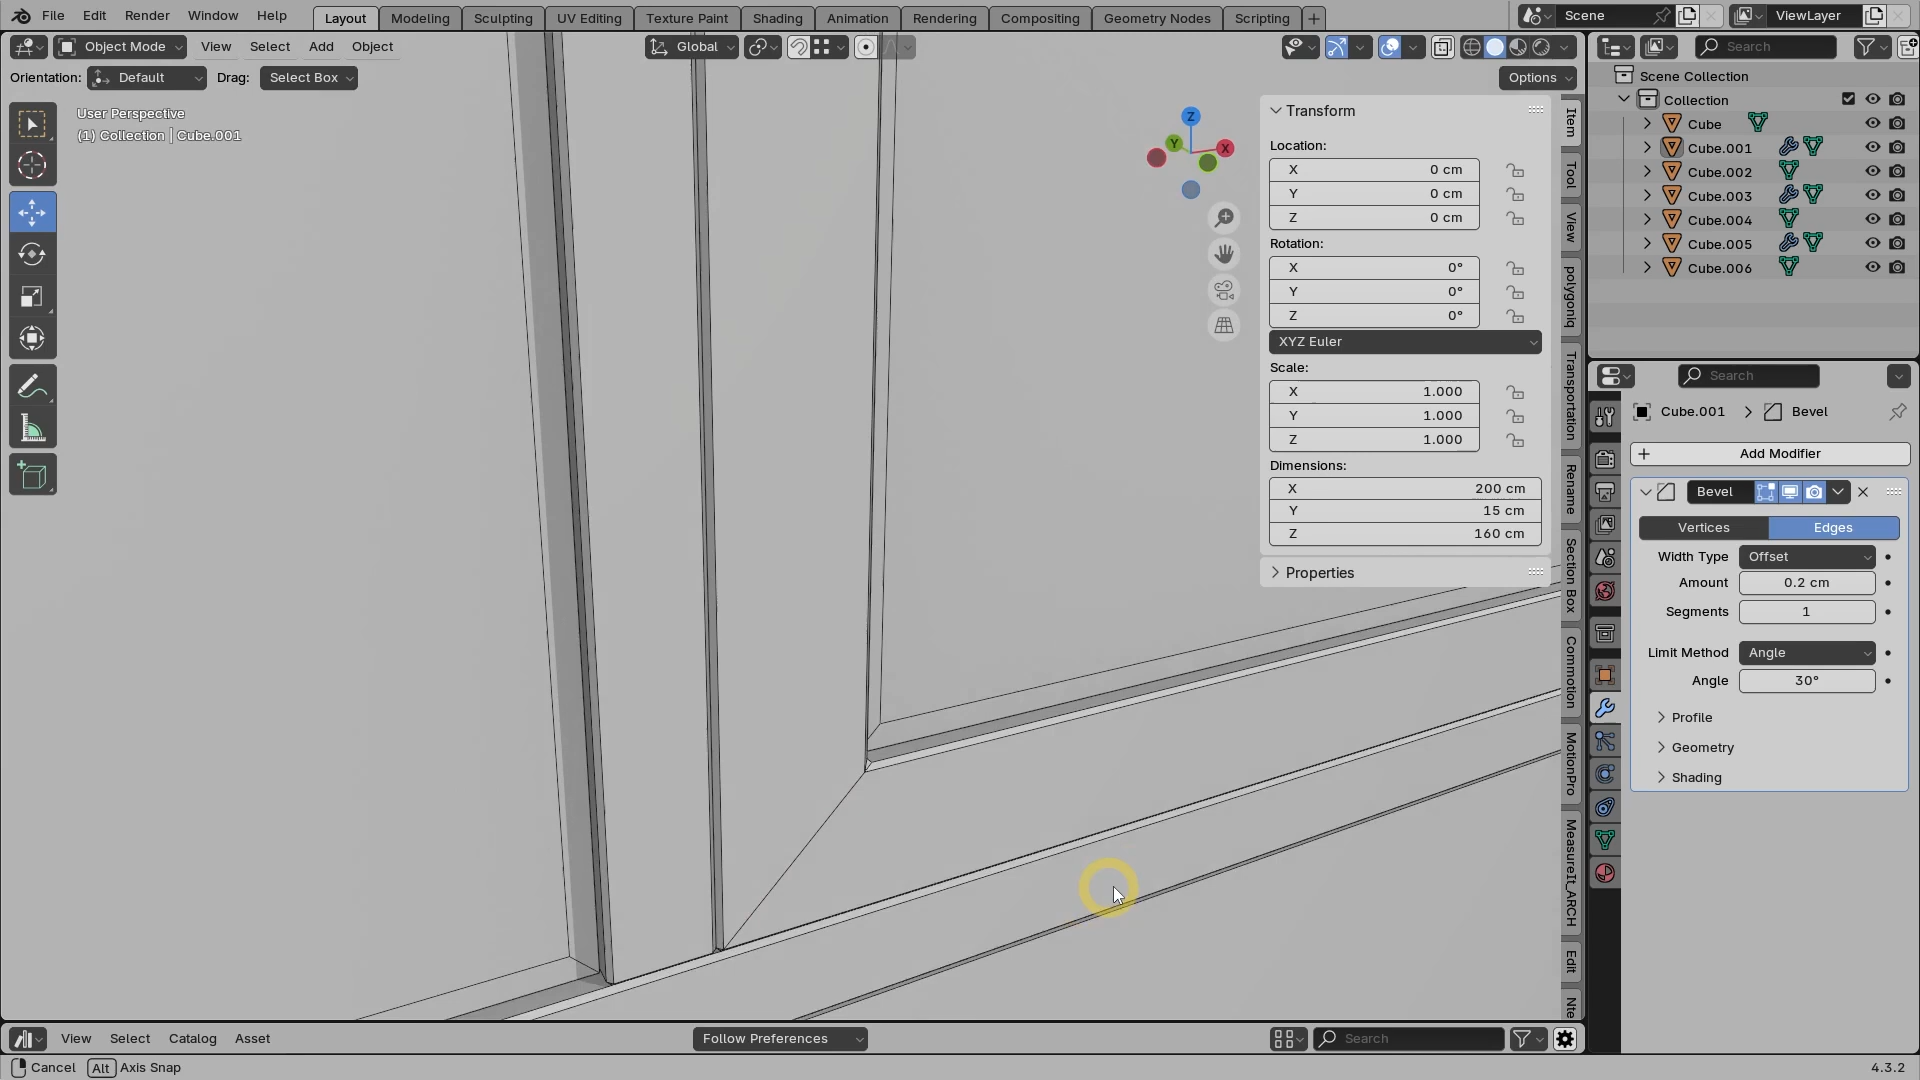 File Edit Render Window Help
Layout Modeling Sculpting UV Editing Texture Paint Shading Animation Rendering Compositing Geometry Nodes Scripting +
Scene
ViewLayer
Object Mode View Select Add Object
Global
Search
Orientation: Default Drag: Select Box
Options
User Perspective
(1) Collection | Cube.001
Z
Y
X
Transform
Location:
X 0 cm
Y 0 cm
Z 0 cm
Rotation:
X 0°
Y 0°
Z 0°
XYZ Euler
Scale:
X 1.000
Y 1.000
Z 1.000
Dimensions:
X 200 cm
Y 15 cm
Z 160 cm
Properties
Item
Tool
View
polygoniq
Transportation
Rename
Section Box
Commotion
MotionPro
MeasureIt_ARCH
Edit
Nte
Scene Collection
Collection
Cube
Cube.001
Cube.002
Cube.003
Cube.004
Cube.005
Cube.006
Search
Cube.001 > Bevel
+ Add Modifier
Bevel
Vertices Edges
Width Type Offset
Amount 0.2 cm
Segments 1
Limit Method Angle
Angle 30°
Profile
Geometry
Shading
View Select Catalog Asset
Follow Preferences
Search
Cancel Alt Axis Snap
4.3.2